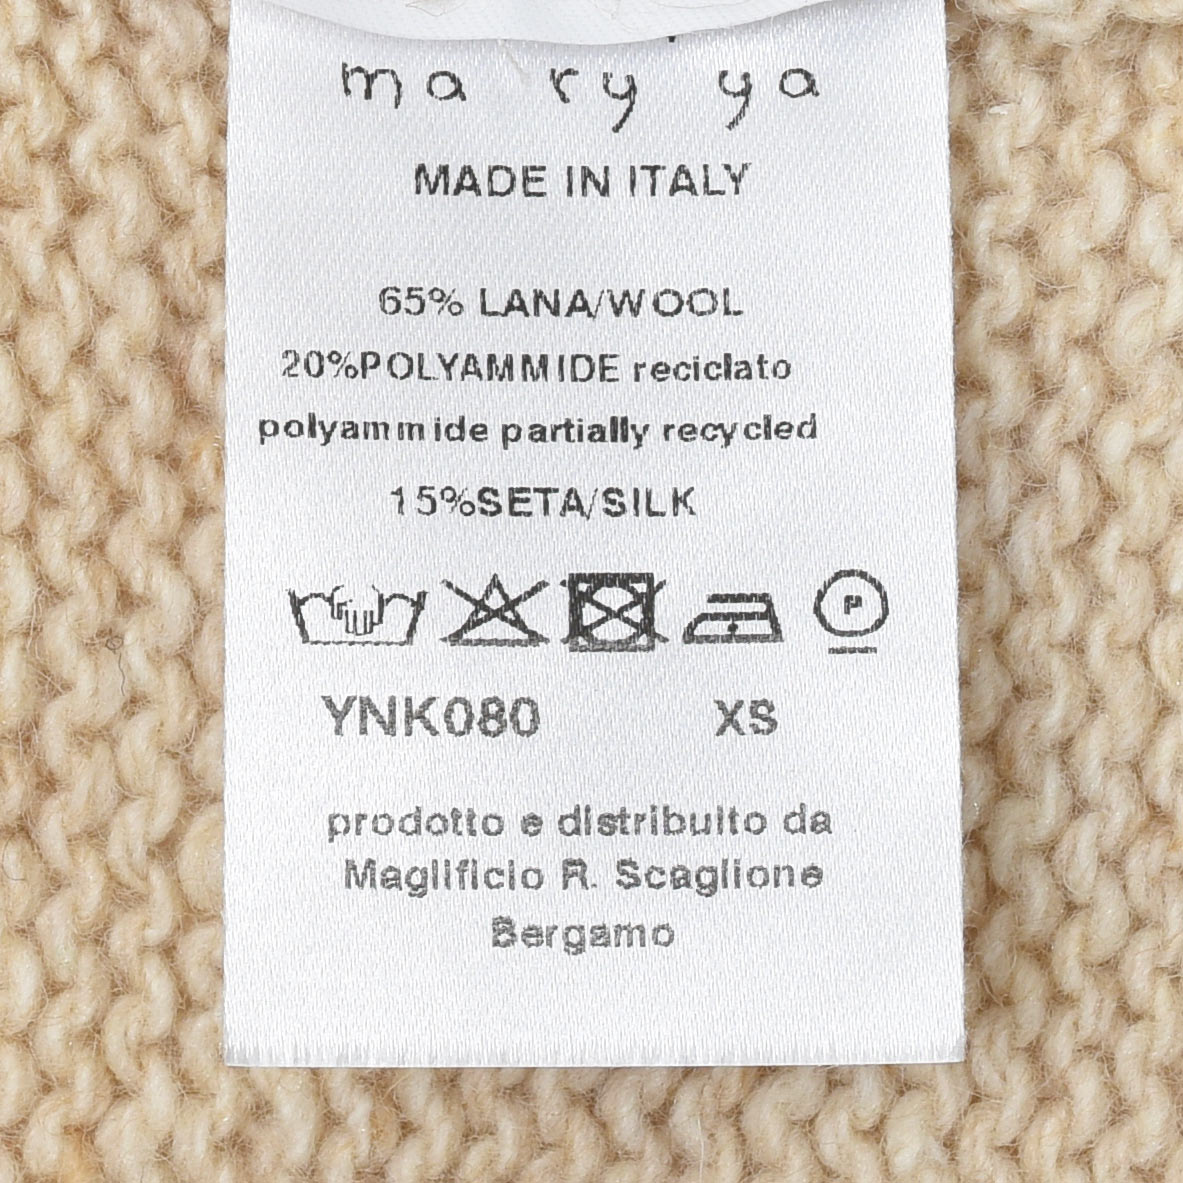 ma ry ya
MADE IN ITALY
65% LANA/WOOL
20%POLYAMMIDE reciclato
polyammide partially recycled
15%SETA/SILK
P
YNK080 XS
prodotto e distribuito da
Maglificio R. Scaglione
Bergamo